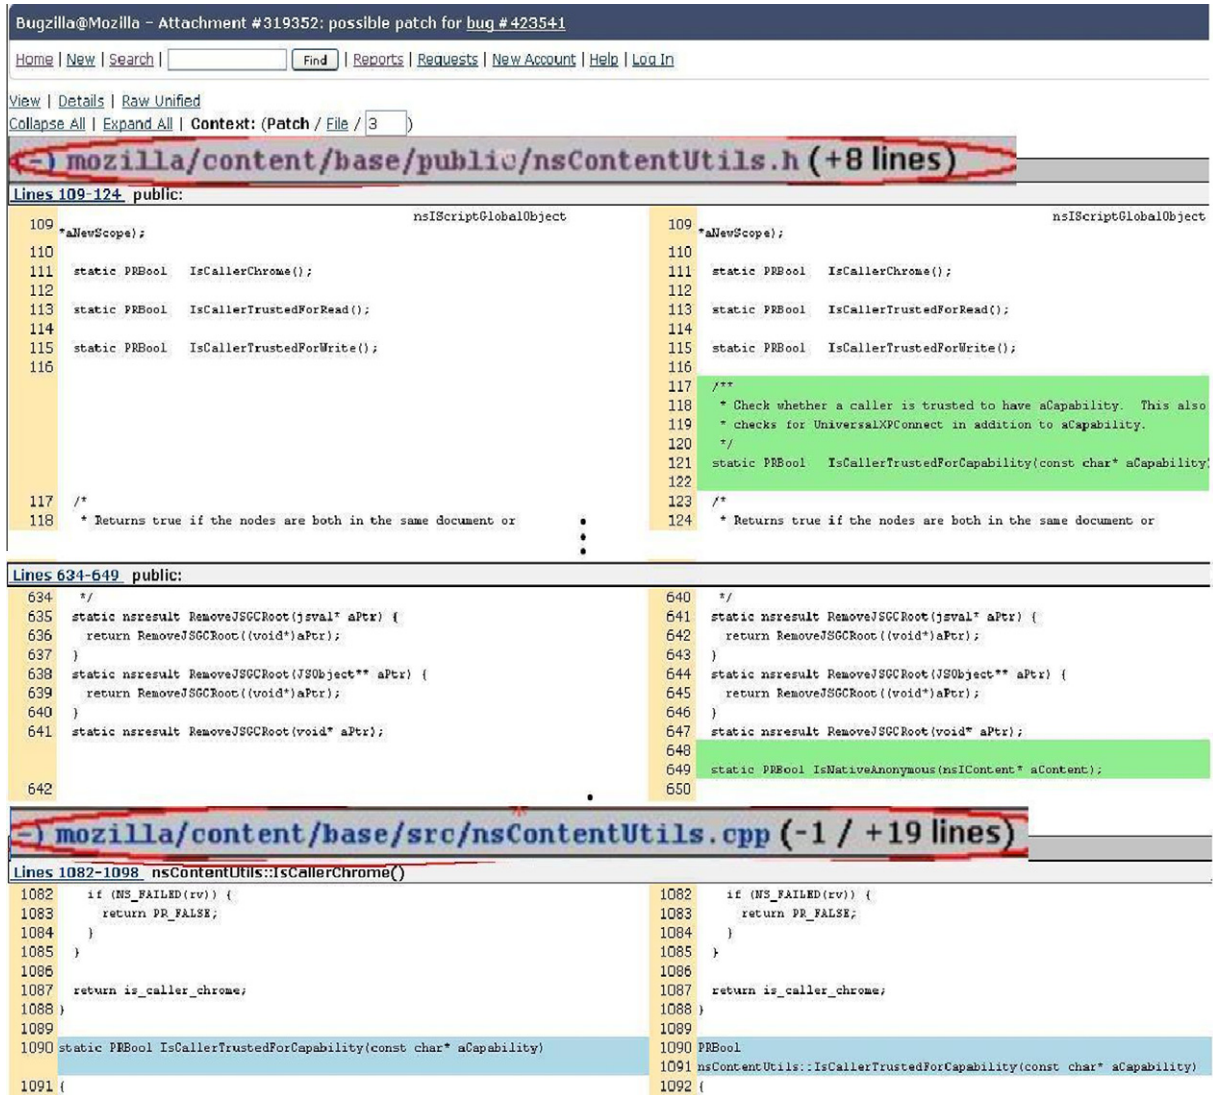 Bugzilla@Mozilla – Attachment #319352: possible patch for bug #423541
Home | New | Search | Find | Reports | Requests | New Account | Help | Log In
View | Details | Raw Unified
Collapse All | Expand All | Context: (Patch / File / 3 )
(-) mozilla/content/base/public/nsContentUtils.h (+8 lines)
Lines 109-124 public:
109 nsIScriptGlobalObject 109 nsIScriptGlobalObject
*aNewScope); *aNewScope);
110 110
111 static PRBool IsCallerChrome(); 111 static PRBool IsCallerChrome();
112 112
113 static PRBool IsCallerTrustedForRead(); 113 static PRBool IsCallerTrustedForRead();
114 114
115 static PRBool IsCallerTrustedForWrite(); 115 static PRBool IsCallerTrustedForWrite();
116 116
117 /**
118 * Check whether a caller is trusted to have aCapability. This also
119 * checks for UniversalXPConnect in addition to aCapability.
120 */
121 static PRBool IsCallerTrustedForCapability(const char* aCapability)
122
117 /* 123 /*
118 * Returns true if the nodes are both in the same document or 124 * Returns true if the nodes are both in the same document or
Lines 634-649 public:
634 */ 640 */
635 static nsresult RemoveJSGCRoot(jsval* aPtr) { 641 static nsresult RemoveJSGCRoot(jsval* aPtr) {
636 return RemoveJSGCRoot((void*)aPtr); 642 return RemoveJSGCRoot((void*)aPtr);
637 } 643 }
638 static nsresult RemoveJSGCRoot(JSObject** aPtr) { 644 static nsresult RemoveJSGCRoot(JSObject** aPtr) {
639 return RemoveJSGCRoot((void*)aPtr); 645 return RemoveJSGCRoot((void*)aPtr);
640 } 646 }
641 static nsresult RemoveJSGCRoot(void* aPtr); 647 static nsresult RemoveJSGCRoot(void* aPtr);
648
649 static PRBool IsNativeAnonymous(nsIContent* aContent);
642 650
-) mozilla/content/base/src/nsContentUtils.cpp (-1 / +19 lines)
Lines 1082-1098 nsContentUtils::IsCallerChrome()
1082 if (NS_FAILED(rv)) { 1082 if (NS_FAILED(rv)) {
1083 return PR_FALSE; 1083 return PR_FALSE;
1084 } 1084 }
1085 } 1085 }
1086 1086
1087 return is_caller_chrome; 1087 return is_caller_chrome;
1088 } 1088 }
1089 1089
1090 static PRBool IsCallerTrustedForCapability(const char* aCapability) 1090 PRBool
1091 nsContentUtils::IsCallerTrustedForCapability(const char* aCapability)
1091 { 1092 {